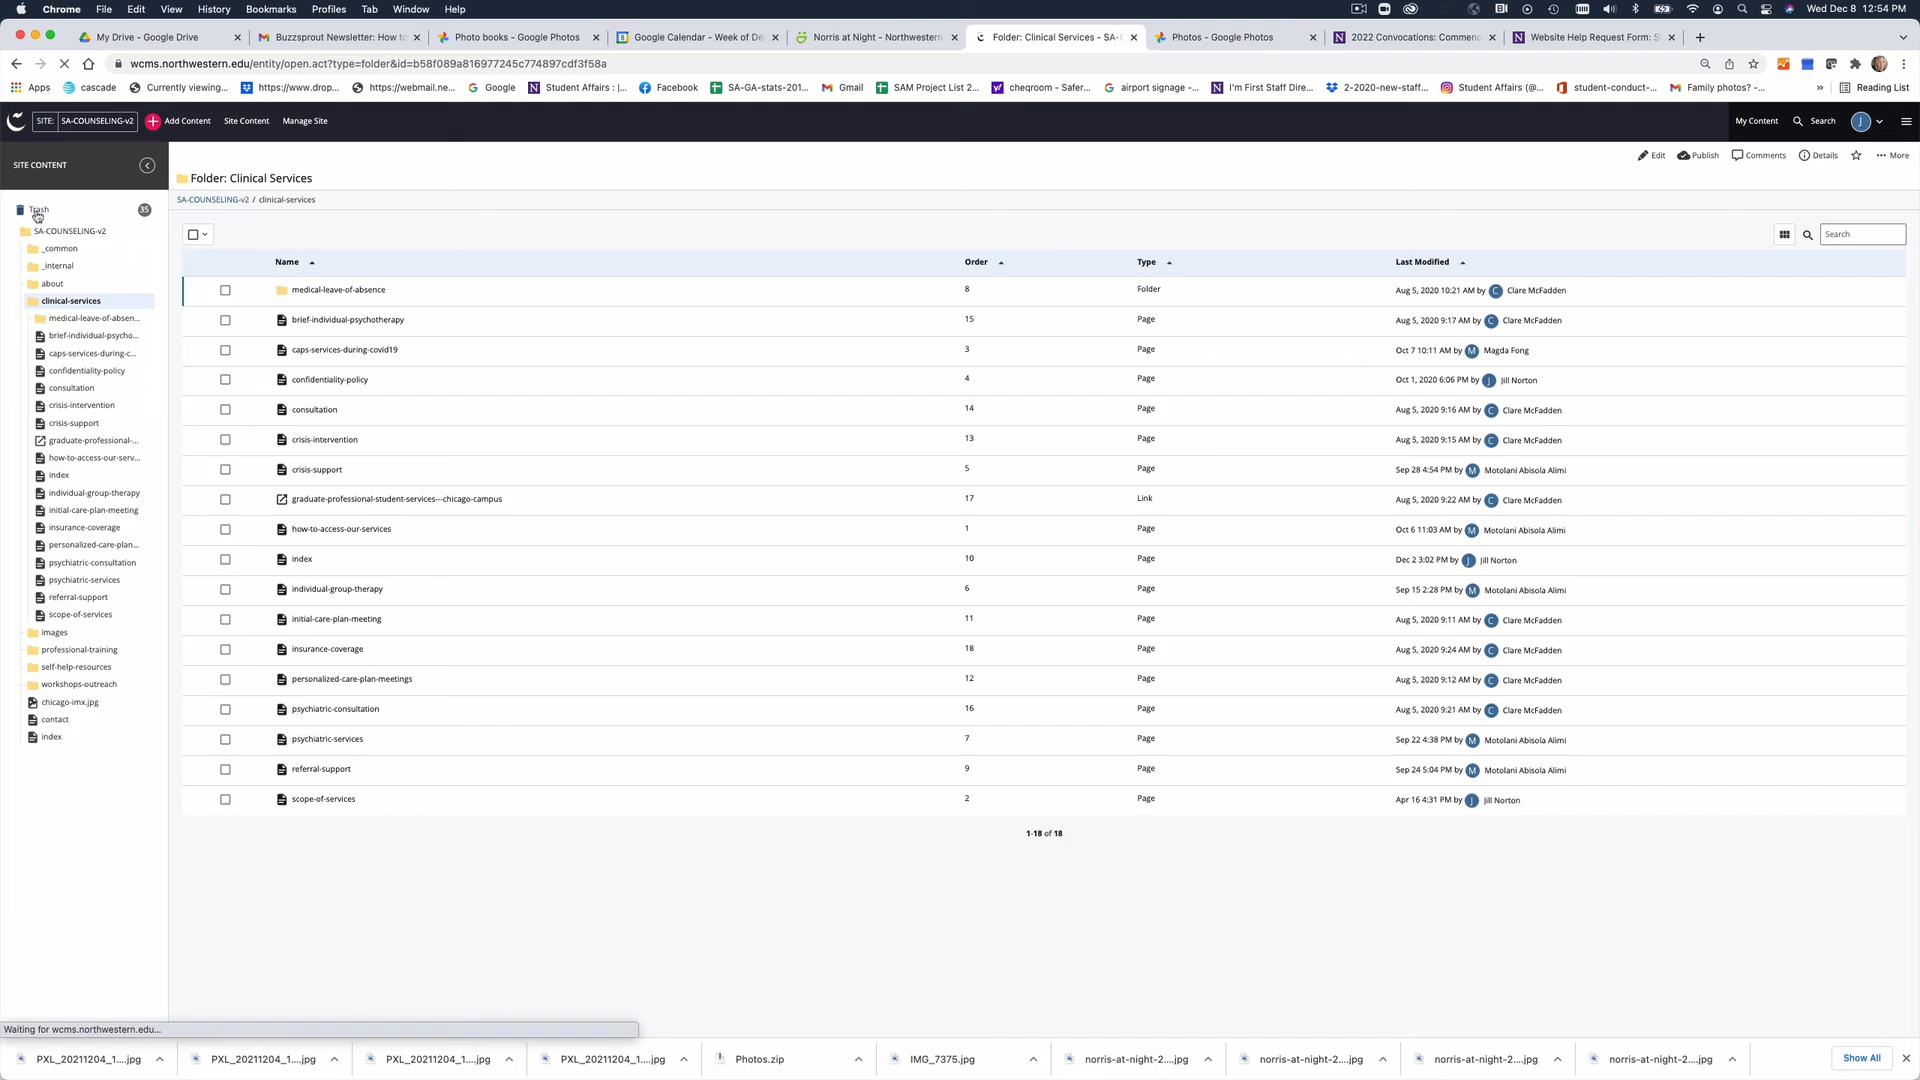 Chrome File Edit View History Bookmarks Profiles Tab Window Help Wed Dec 8 12:54 PM
My Drive - Google Drive Buzzsprout Newsletter: How to Photo books - Google Photos Google Calendar - Week of De Norris at Night - Northwestern Folder: Clinical Services - SA- Photos - Google Photos 2022 Convocations: Commenc Website Help Request Form: S
wcms.northwestern.edu/entity/open.act?type=folder&id=b58f089a816977245c774897cdf3f58a
Apps cascade Currently viewing... https://www.drop... https://webmail.ne... Google Student Affairs : |... Facebook SA-GA-stats-201... Gmail SAM Project List 2... cheqroom - Safer... airport signage -... I'm First Staff Dire... 2-2020-new-staff... Student Affairs (@... student-conduct-... Family photos? -... » Reading List
SITE: SA-COUNSELING-v2 Add Content Site Content Manage Site My Content Search J
SITE CONTENT
Edit Publish Comments Details More
Folder: Clinical Services
SA-COUNSELING-v2 / clinical-services
Trash 35
SA-COUNSELING-v2
_common
_internal
about
clinical-services
medical-leave-of-absen...
brief-individual-psycho...
caps-services-during-c...
confidentiality-policy
consultation
crisis-intervention
crisis-support
graduate-professional-...
how-to-access-our-serv...
index
individual-group-therapy
initial-care-plan-meeting
insurance-coverage
personalized-care-plan...
psychiatric-consultation
psychiatric-services
referral-support
scope-of-services
images
professional-training
self-help-resources
workshops-outreach
chicago-imx.jpg
contact
index
Search
Name Order Type Last Modified
medical-leave-of-absence 8 Folder Aug 5, 2020 10:21 AM by C Clare McFadden
brief-individual-psychotherapy 15 Page Aug 5, 2020 9:17 AM by C Clare McFadden
caps-services-during-covid19 3 Page Oct 7 10:11 AM by M Magda Fong
confidentiality-policy 4 Page Oct 1, 2020 6:06 PM by J Jill Norton
consultation 14 Page Aug 5, 2020 9:16 AM by C Clare McFadden
crisis-intervention 13 Page Aug 5, 2020 9:15 AM by C Clare McFadden
crisis-support 5 Page Sep 28 4:54 PM by M Motolani Abisola Alimi
graduate-professional-student-services---chicago-campus 17 Link Aug 5, 2020 9:22 AM by C Clare McFadden
how-to-access-our-services 1 Page Oct 6 11:03 AM by M Motolani Abisola Alimi
index 10 Page Dec 2 3:02 PM by J Jill Norton
individual-group-therapy 6 Page Sep 15 2:28 PM by M Motolani Abisola Alimi
initial-care-plan-meeting 11 Page Aug 5, 2020 9:11 AM by C Clare McFadden
insurance-coverage 18 Page Aug 5, 2020 9:24 AM by C Clare McFadden
personalized-care-plan-meetings 12 Page Aug 5, 2020 9:12 AM by C Clare McFadden
psychiatric-consultation 16 Page Aug 5, 2020 9:21 AM by C Clare McFadden
psychiatric-services 7 Page Sep 22 4:38 PM by M Motolani Abisola Alimi
referral-support 9 Page Sep 24 5:04 PM by M Motolani Abisola Alimi
scope-of-services 2 Page Apr 16 4:31 PM by J Jill Norton
1-18 of 18
Waiting for wcms.northwestern.edu...
PXL_20211204_1....jpg PXL_20211204_1....jpg PXL_20211204_1....jpg PXL_20211204_1....jpg Photos.zip IMG_7375.jpg norris-at-night-2....jpg norris-at-night-2....jpg norris-at-night-2....jpg norris-at-night-2....jpg Show All